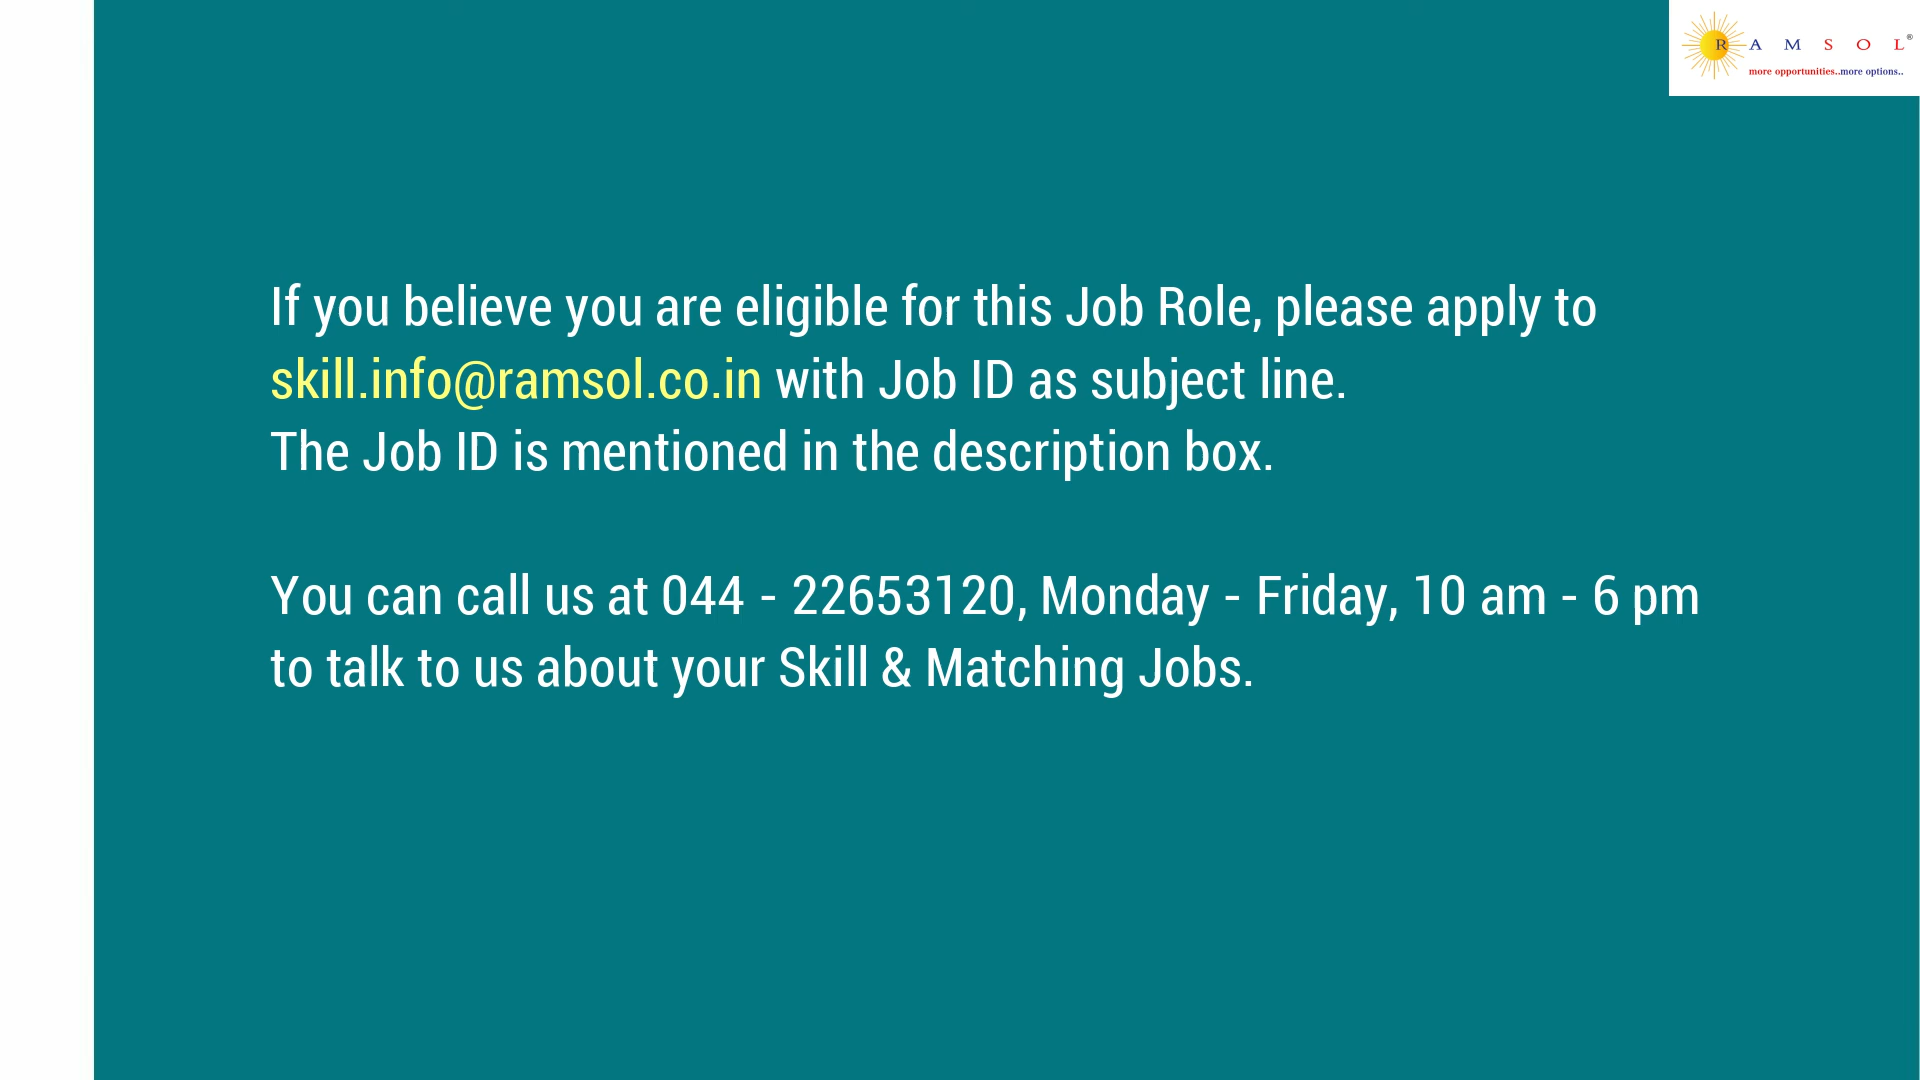 R A M S O L®
more opportunities..more options..
If you believe you are eligible for this Job Role, please apply to
skill.info@ramsol.co.in with Job ID as subject line.
The Job ID is mentioned in the description box.
You can call us at 044 - 22653120, Monday - Friday, 10 am - 6 pm
to talk to us about your Skill & Matching Jobs.